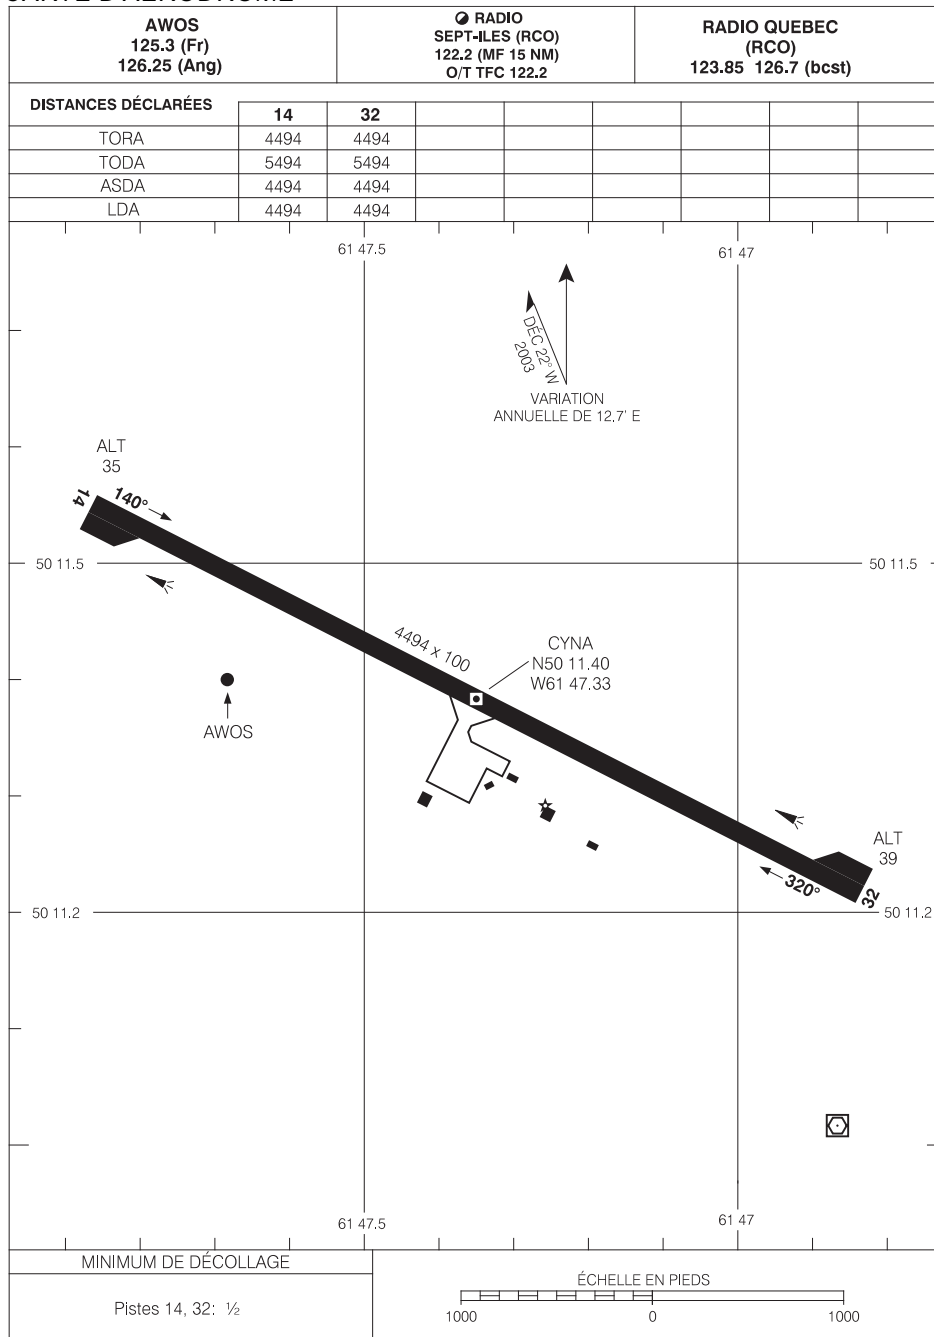 CARTE D'AÉRODROME
AWOS
125.3 (Fr)
126.25 (Ang)
RADIO
SEPT-ILES (RCO)
122.2 (MF 15 NM)
O/T TFC 122.2
RADIO QUEBEC
(RCO)
123.85 126.7 (bcst)
DISTANCES DÉCLARÉES 14 32
TORA 4494 4494
TODA 5494 5494
ASDA 4494 4494
LDA 4494 4494
61 47.5 61 47
DÉC 22° W
2003
VARIATION
ANNUELLE DE 12.7' E
ALT
35
14
140°
50 11.5 50 11.5
4494 x 100
CYNA
N50 11.40
W61 47.33
AWOS
ALT
39
320°
32
50 11.2 50 11.2
61 47.5 61 47
MINIMUM DE DÉCOLLAGE
Pistes 14, 32: ½
ÉCHELLE EN PIEDS
1000 0 1000